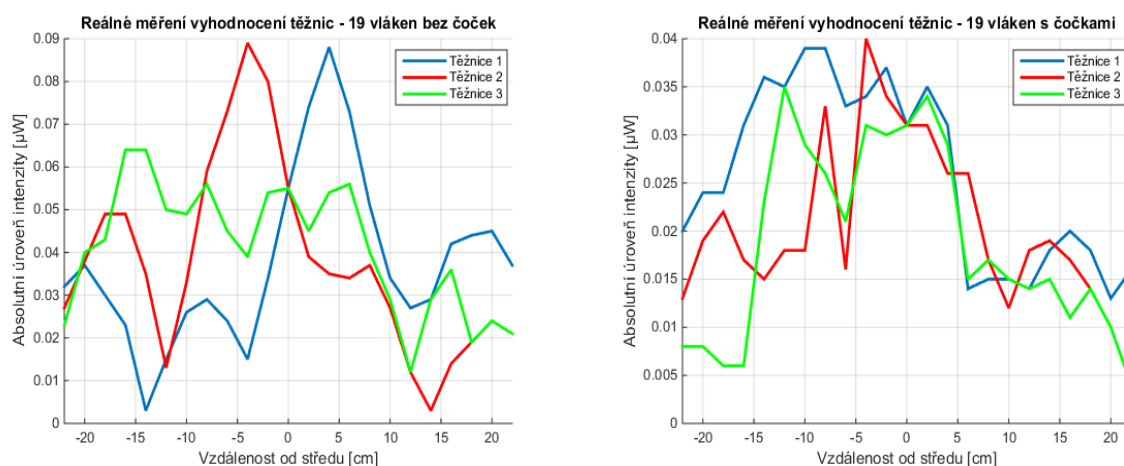 Reálné měření vyhodnocení těžnic - 19 vláken bez čoček
0.09
0.08
0.07
0.06
0.05
0.04
0.03
0.02
0.01
0
Absolutní úroveň intenzity [µW]
Těžnice 1
Těžnice 2
Těžnice 3
-20 -15 -10 -5 0 5 10 15 20
Vzdálenost od středu [cm]
Reálné měření vyhodnocení těžnic - 19 vláken s čočkami
0.04
0.035
0.03
0.025
0.02
0.015
0.01
0.005
0
Absolutní úroveň intenzity [µW]
Těžnice 1
Těžnice 2
Těžnice 3
-20 -15 -10 -5 0 5 10 15 20
Vzdálenost od středu [cm]